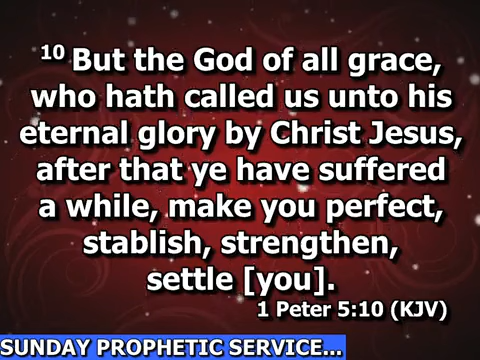 10 But the God of all grace,
who hath called us unto his
eternal glory by Christ Jesus,
after that ye have suffered
a while, make you perfect,
stablish, strengthen,
settle [you].
1 Peter 5:10 (KJV)
SUNDAY PROPHETIC SERVICE...